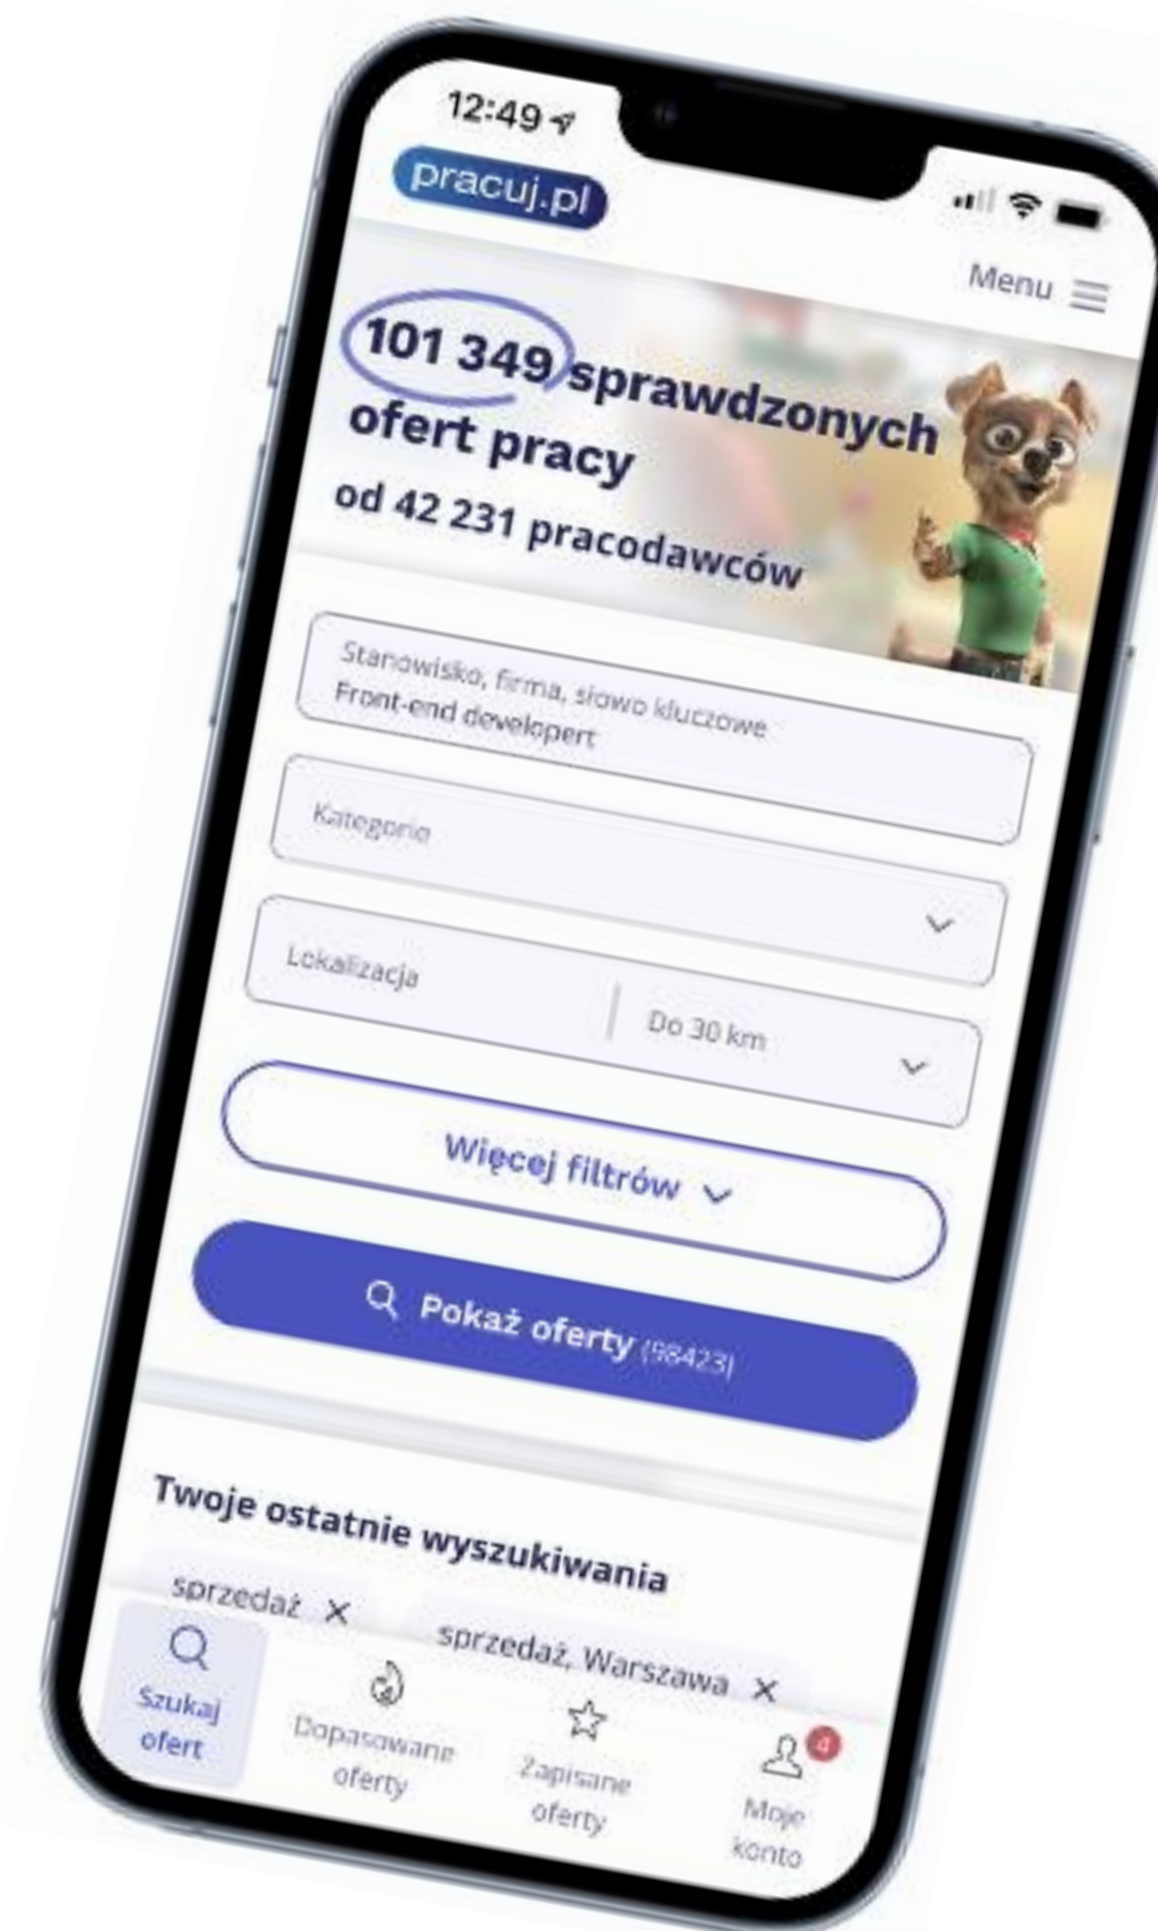 12:49
pracuj.pl
Menu
101 349 sprawdzonych
ofert pracy
od 42 231 pracodawców
Stanowisko, firma, słowo kluczowe
Front-end developert
Kategorie
Lokalizacja
Do 30 km
Więcej filtrów
Pokaż oferty (98423)
Twoje ostatnie wyszukiwania
sprzedaż
sprzedaż, Warszawa
Szukaj
ofert
Dopasowane
oferty
Zapisane
oferty
4
Moje
konto